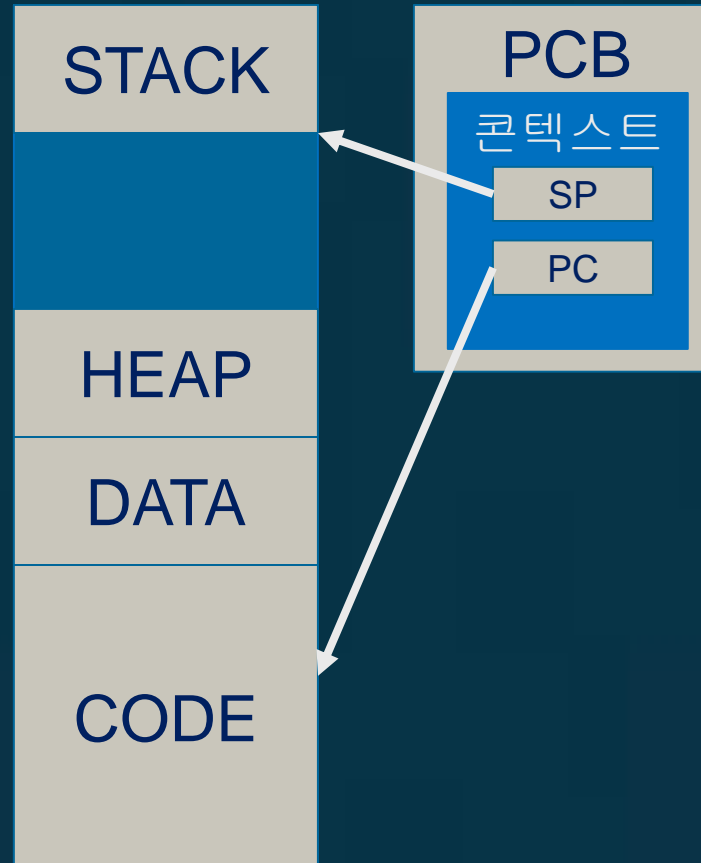 STACK
HEAP
DATA
CODE
PCB
콘텍스트
SP
PC